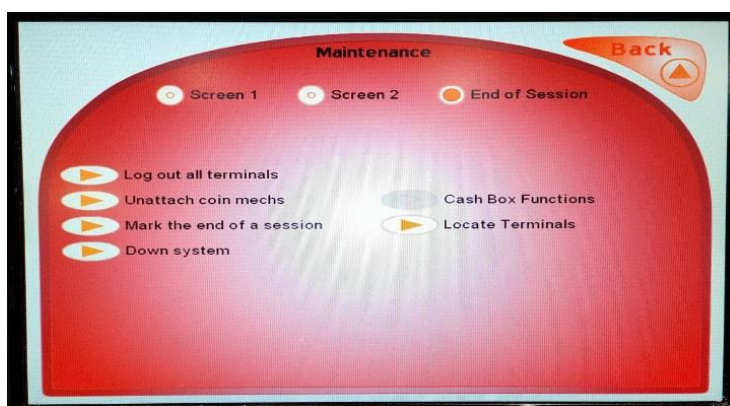 Maintenance
Back
Screen 1 Screen 2 End of Session
Log out all terminals
Unattach coin mechs
Cash Box Functions
Mark the end of a session
Locate Terminals
Down system